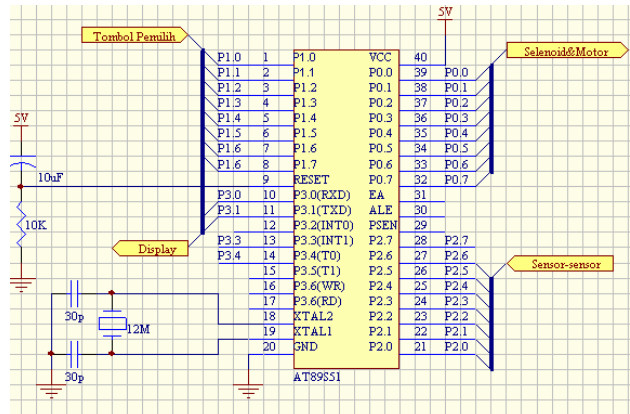 5V
Tombol Pemilih
Selenoid&Motor
P1.0 1 P1.0 VCC 40
P1.1 2 P1.1 P0.0 39 P0.0
P1.2 3 P1.2 P0.1 38 P0.1
P1.3 4 P1.3 P0.2 37 P0.2
P1.4 5 P1.4 P0.3 36 P0.3
P1.5 6 P1.5 P0.4 35 P0.4
P1.6 7 P1.6 P0.5 34 P0.5
P1.6 8 P1.7 P0.6 33 P0.6
9 RESET P0.7 32 P0.7
P3.0 10 P3.0(RXD) EA 31
P3.1 11 P3.1(TXD) ALE 30
12 P3.2(INT0) PSEN 29
P3.3 13 P3.3(INT1) P2.7 28 P2.7
P3.4 14 P3.4(T0) P2.6 27 P2.6
15 P3.5(T1) P2.5 26 P2.5
16 P3.6(WR) P2.4 25 P2.4
17 P3.6(RD) P2.3 24 P2.3
18 XTAL2 P2.2 23 P2.2
19 XTAL1 P2.1 22 P2.1
20 GND P2.0 21 P2.0
AT89S51
5V
10uF
10K
Display
Sensor-sensor
30p
12M
30p